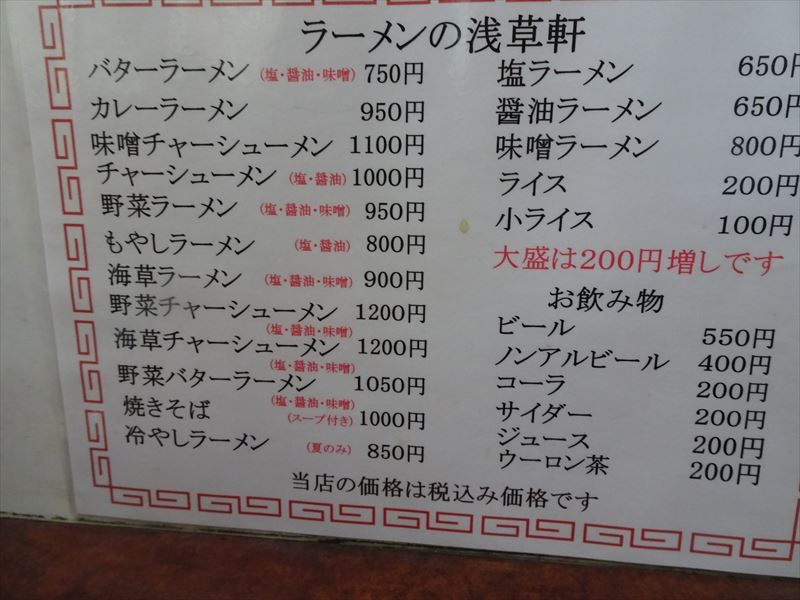 ラーメンの浅草軒
バターラーメン (塩・醤油・味噌) 750円
カレーラーメン 950円
味噌チャーシューメン 1100円
チャーシューメン (塩・醤油) 1000円
野菜ラーメン (塩・醤油・味噌) 950円
もやしラーメン (塩・醤油) 800円
海草ラーメン (塩・醤油・味噌) 900円
野菜チャーシューメン 1200円
(塩・醤油・味噌)
海草チャーシューメン 1200円
(塩・醤油・味噌)
野菜バターラーメン 1050円
(塩・醤油・味噌)
焼きそば (スープ付き) 1000円
冷やしラーメン (夏のみ) 850円
塩ラーメン 650円
醤油ラーメン 650円
味噌ラーメン 800円
ライス 200円
小ライス 100円
大盛は200円増しです
お飲み物
ビール 550円
ノンアルビール 400円
コーラ 200円
サイダー 200円
ジュース 200円
ウーロン茶 200円
当店の価格は税込み価格です